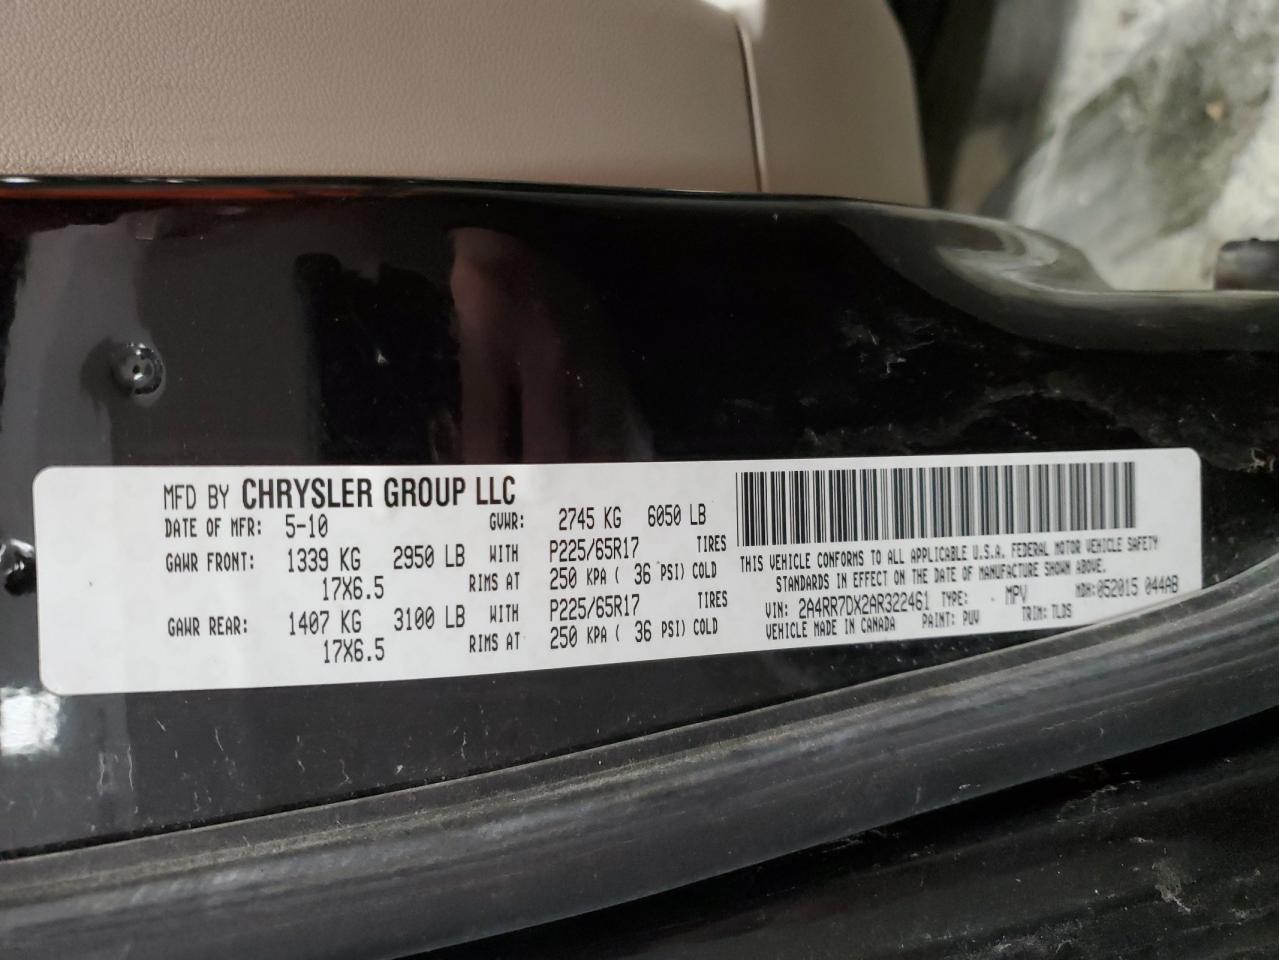 MFD BY CHRYSLER GROUP LLC
DATE OF MFR: 5-10 GVWR: 2745 KG 6050 LB
GAWR FRONT: 1339 KG 2950 LB WITH P225/65R17 TIRES
17X6.5 RIMS AT 250 KPA ( 36 PSI) COLD
GAWR REAR: 1407 KG 3100 LB WITH P225/65R17 TIRES
17X6.5 RIMS AT 250 KPA ( 36 PSI) COLD
THIS VEHICLE CONFORMS TO ALL APPLICABLE U.S.A. FEDERAL MOTOR VEHICLE SAFETY
STANDARDS IN EFFECT ON THE DATE OF MANUFACTURE SHOWN ABOVE.
VIN: 2A4RR7DX2AR322461 TYPE: MPV MDH:052015 044AB
VEHICLE MADE IN CANADA PAINT: PUV TRIM: TLDS